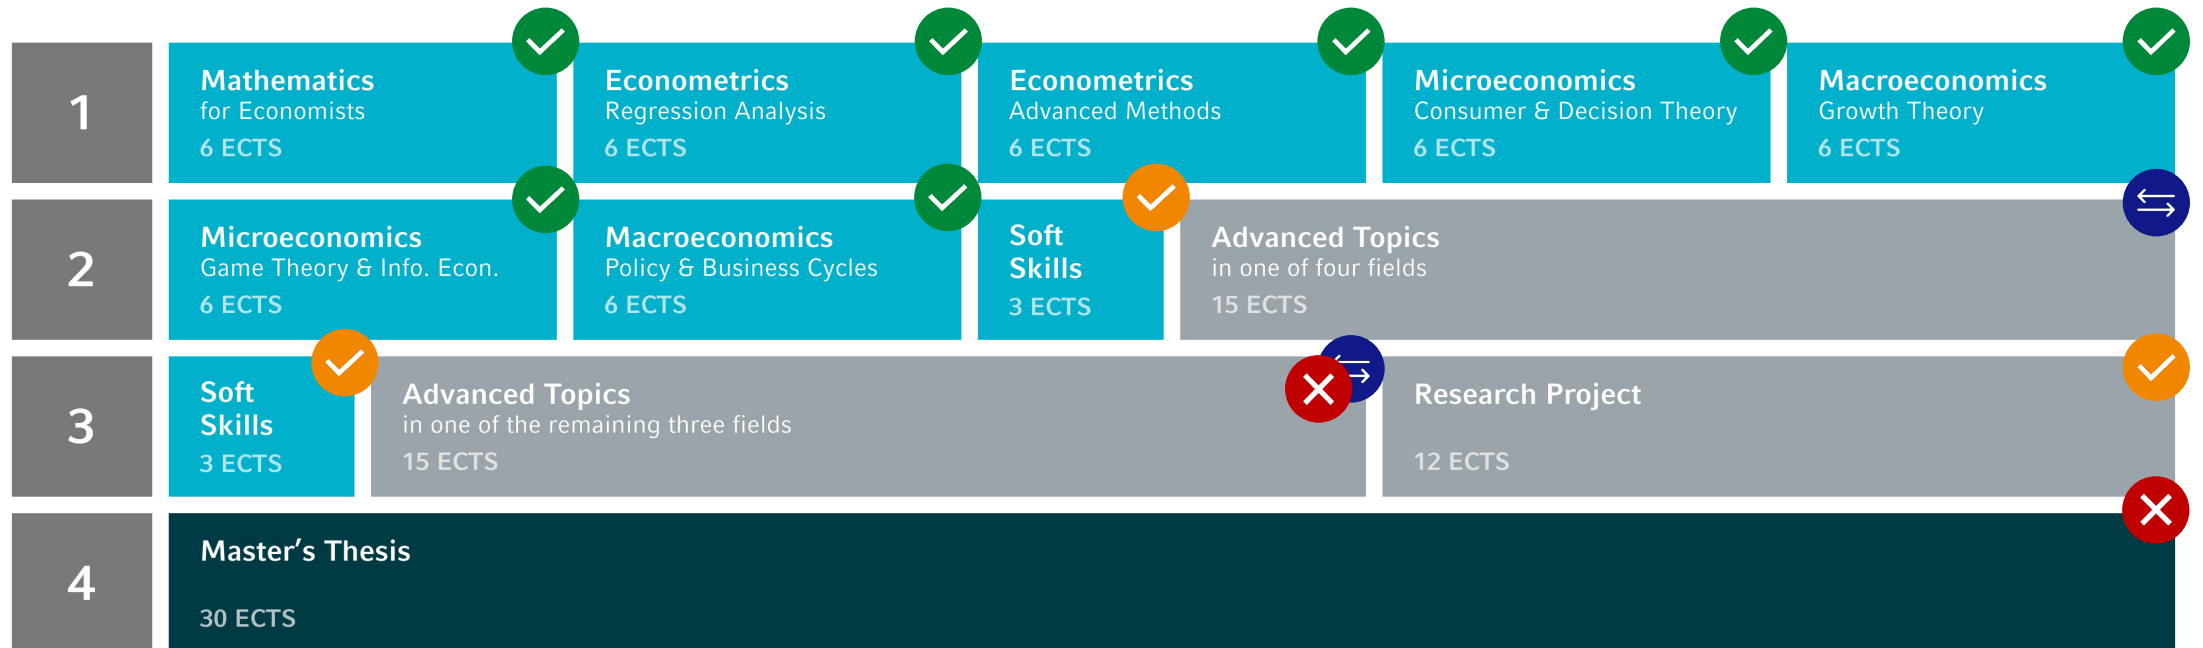 1
Mathematics
for Economists
6 ECTS
Econometrics
Regression Analysis
6 ECTS
Econometrics
Advanced Methods
6 ECTS
Microeconomics
Consumer & Decision Theory
6 ECTS
Macroeconomics
Growth Theory
6 ECTS
2
Microeconomics
Game Theory & Info. Econ.
6 ECTS
Macroeconomics
Policy & Business Cycles
6 ECTS
Soft
Skills
3 ECTS
Advanced Topics
in one of four fields
15 ECTS
3
Soft
Skills
3 ECTS
Advanced Topics
in one of the remaining three fields
15 ECTS
Research Project
12 ECTS
4
Master’s Thesis
30 ECTS